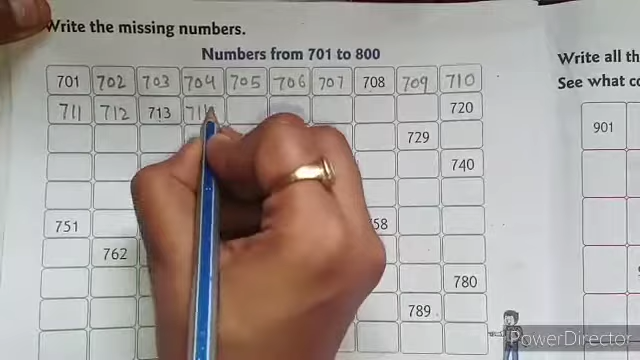 Write the missing numbers.
Numbers from 701 to 800
701 702 703 704 705 706 707 708 709 710
711 712 713 714 720
729
740
751 758
762
780
789
Write all th
See what c
901
PowerDirector